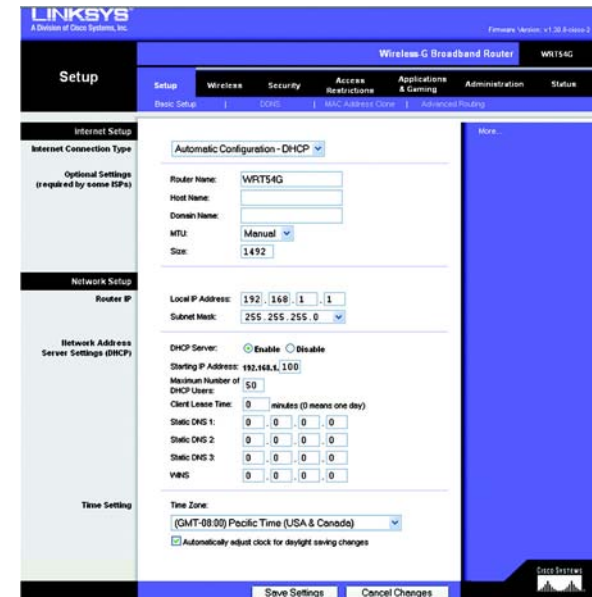 LINKSYS®
A Division of Cisco Systems, Inc.
Wireless-G Broadband Router WRT54G
Setup
Setup Wireless Security Access Restrictions Applications & Gaming Administration Status
Basic Setup | DDNS | MAC Address Clone | Advanced Routing
Internet Setup
More...
Internet Connection Type
Automatic Configuration - DHCP
Optional Settings
(required by some ISPs)
Router Name: WRT54G
Host Name:
Domain Name:
MTU: Manual
Size: 1492
Network Setup
Router IP
Local IP Address: 192 . 168 . 1 . 1
Subnet Mask: 255.255.255.0
Network Address
Server Settings (DHCP)
DHCP Server: Enable Disable
Starting IP Address: 192.168.1. 100
Maximum Number of
DHCP Users: 50
Client Lease Time: 0 minutes (0 means one day)
Static DNS 1: 0 . 0 . 0 . 0
Static DNS 2: 0 . 0 . 0 . 0
Static DNS 3: 0 . 0 . 0 . 0
WINS 0 . 0 . 0 . 0
Time Setting
Time Zone:
(GMT-08:00) Pacific Time (USA & Canada)
Automatically adjust clock for daylight saving changes
Save Settings Cancel Changes
Cisco Systems